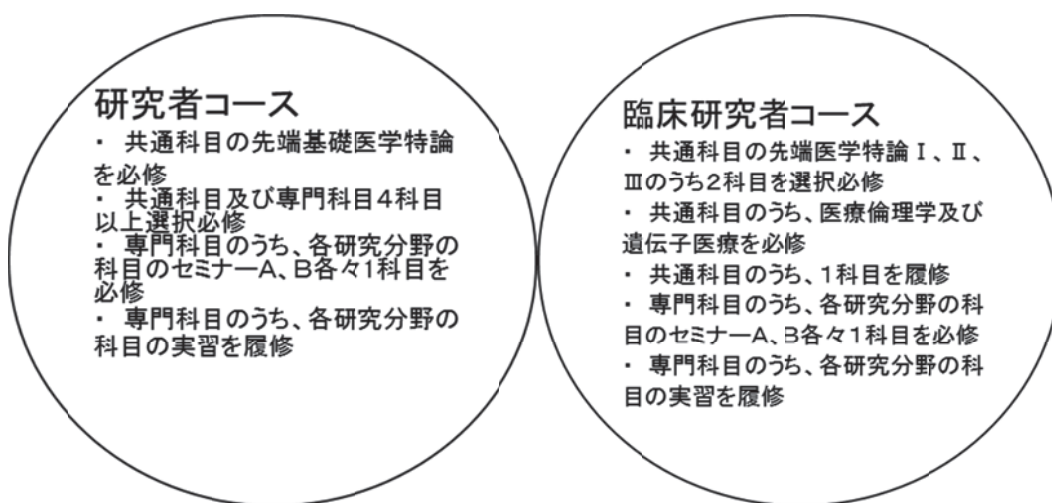 研究者コース
・ 共通科目の先端基礎医学特論
を必修
・ 共通科目及び専門科目4科目
以上選択必修
・ 専門科目のうち、各研究分野の
科目のセミナーA、B各々1科目を
必修
・ 専門科目のうち、各研究分野の
科目の実習を履修
臨床研究者コース
・ 共通科目の先端医学特論Ⅰ、Ⅱ、
Ⅲのうち2科目を選択必修
・ 共通科目のうち、医療倫理学及び
遺伝子医療を必修
・ 共通科目のうち、1科目を履修
・ 専門科目のうち、各研究分野の科
目のセミナーA、B各々1科目を必修
・ 専門科目のうち、各研究分野の科
目の実習を履修